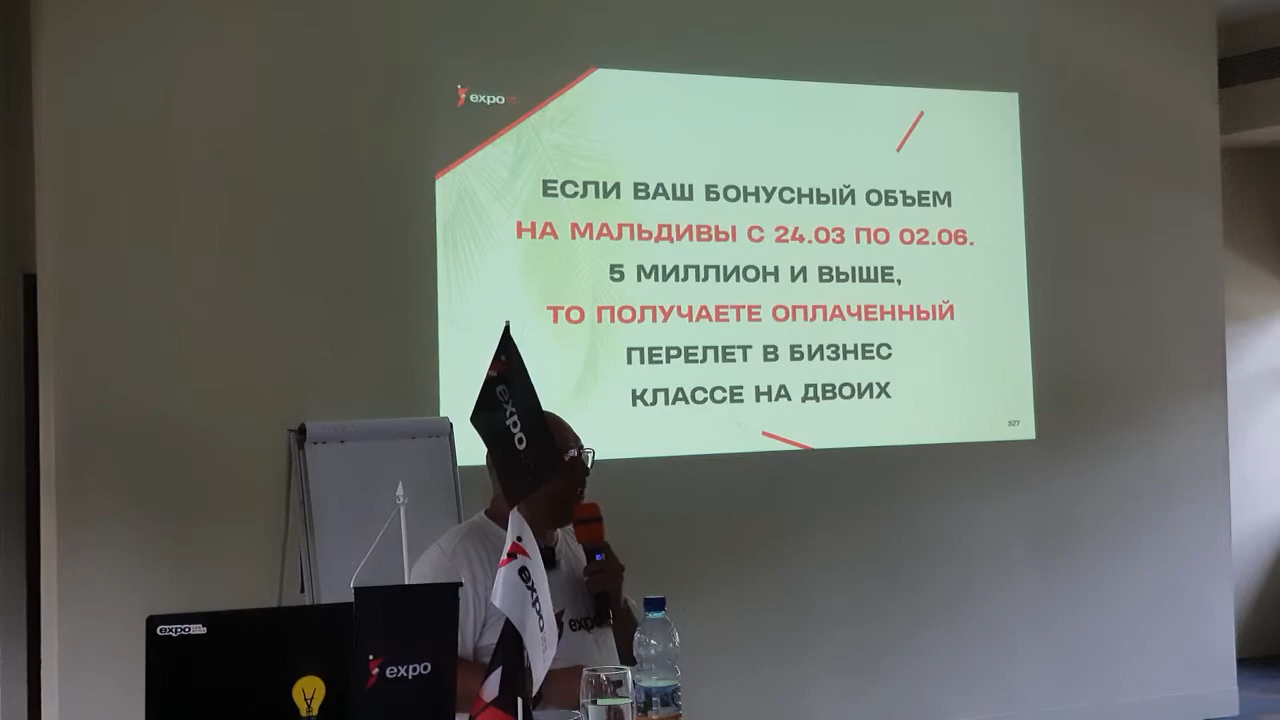 expo
ЕСЛИ ВАШ БОНУСНЫЙ ОБЪЕМ
НА МАЛЬДИВЫ С 24.03 ПО 02.06.
5 МИЛЛИОН И ВЫШЕ,
ТО ПОЛУЧАЕТЕ ОПЛАЧЕННЫЙ
ПЕРЕЛЕТ В БИЗНЕС
КЛАССЕ НА ДВОИХ
327
expo
expo
expo
expo
expo